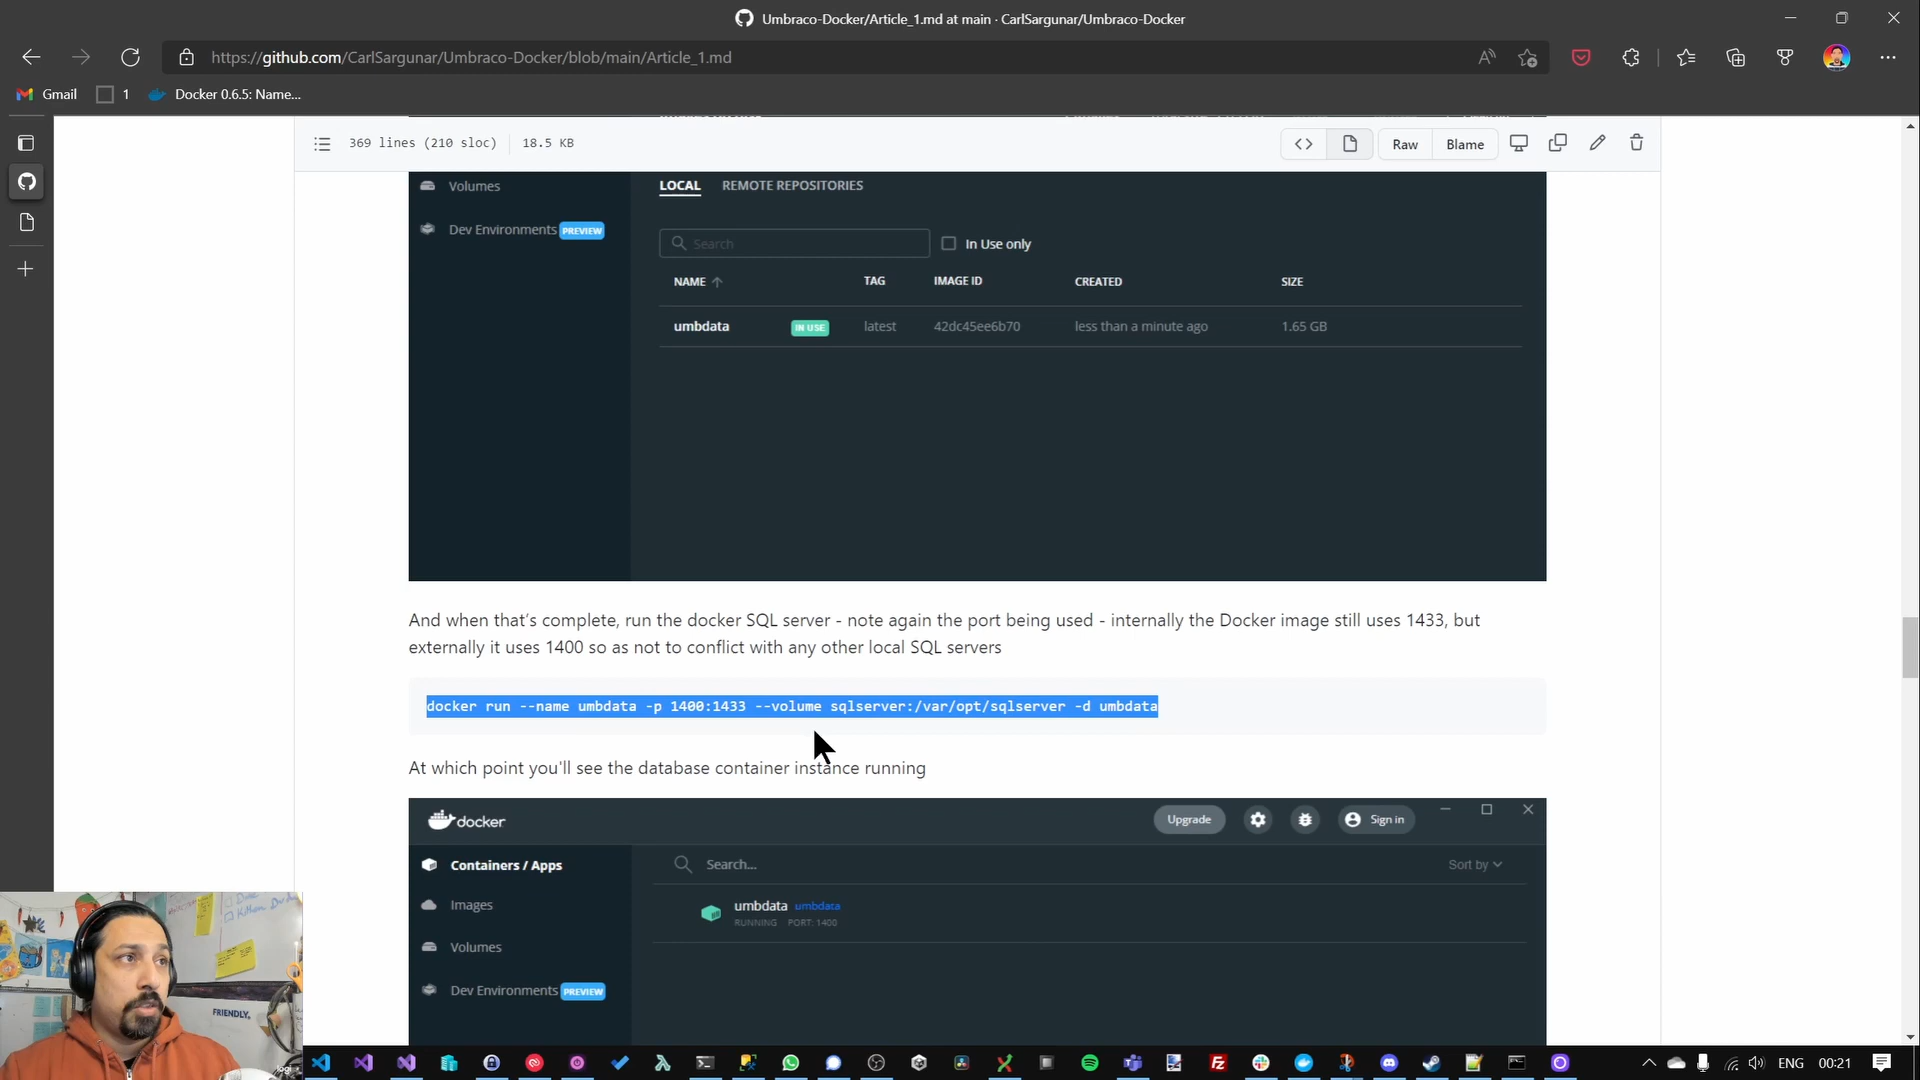 Umbraco-Docker/Article_1.md at main · CarlSargunar/Umbraco-Docker
https://github.com/CarlSargunar/Umbraco-Docker/blob/main/Article_1.md
Gmail
1
Docker 0.6.5: Name...
369 lines (210 sloc)
18.5 KB
Raw
Blame
Volumes
LOCAL
REMOTE REPOSITORIES
Dev Environments PREVIEW
Search
In Use only
NAME
TAG
IMAGE ID
CREATED
SIZE
umbdata
IN USE
latest
42dc45ee6b70
less than a minute ago
1.65 GB
And when that's complete, run the docker SQL server - note again the port being used - internally the Docker image still uses 1433, but
externally it uses 1400 so as not to conflict with any other local SQL servers
docker run --name umbdata -p 1400:1433 --volume sqlserver:/var/opt/sqlserver -d umbdata
At which point you'll see the database container instance running
docker
Upgrade
Sign in
Containers / Apps
Search...
Sort by
Images
umbdata umbdata
RUNNING PORT: 1400
Volumes
Dev Environments PREVIEW
FRIENDLY.
logi
ENG
00:21